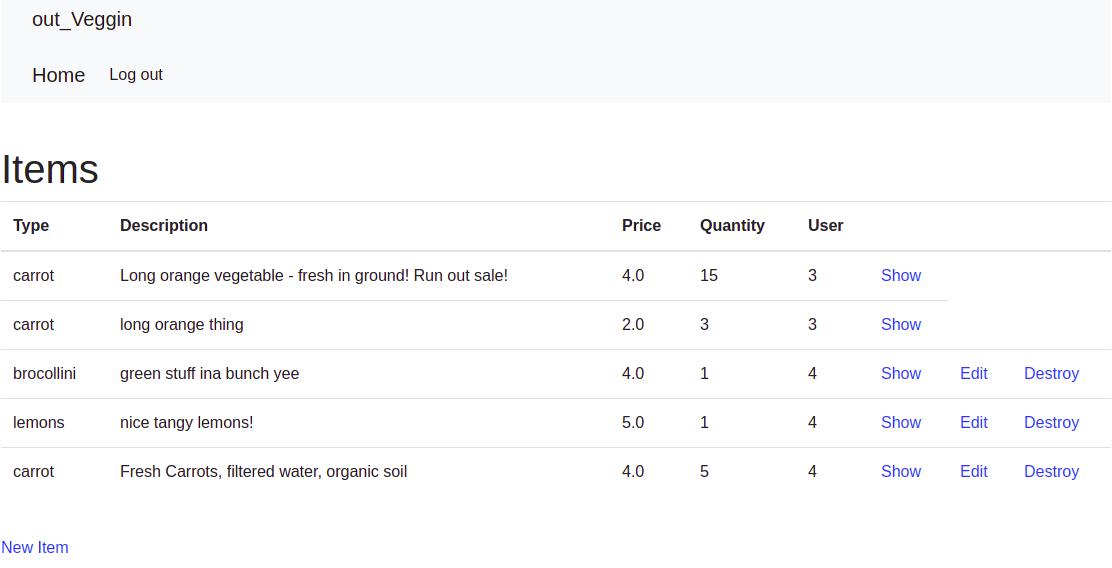 out_Veggin
Home Log out
Items
Type Description Price Quantity User
carrot Long orange vegetable - fresh in ground! Run out sale! 4.0 15 3 Show
carrot long orange thing 2.0 3 3 Show
brocollini green stuff ina bunch yee 4.0 1 4 Show Edit Destroy
lemons nice tangy lemons! 5.0 1 4 Show Edit Destroy
carrot Fresh Carrots, filtered water, organic soil 4.0 5 4 Show Edit Destroy
New Item